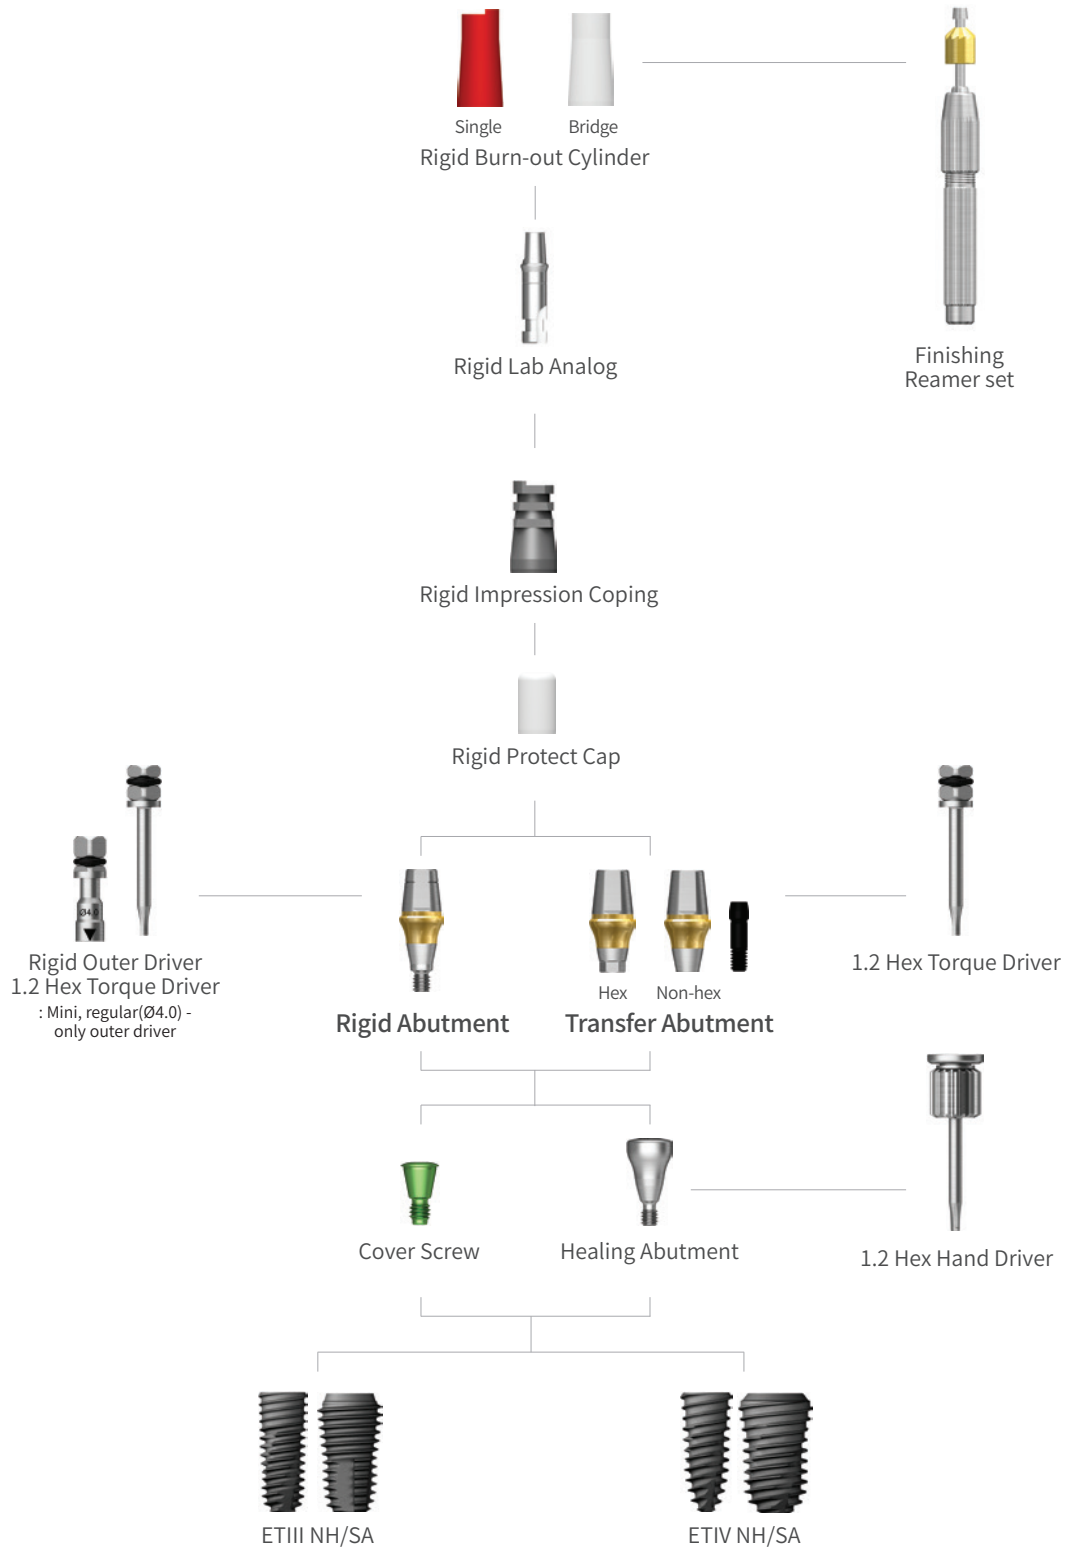 Single
Bridge
Rigid Burn-out Cylinder
Rigid Lab Analog
Finishing
Reamer set
Rigid Impression Coping
Rigid Protect Cap
Ø4.0
Rigid Outer Driver
1.2 Hex Torque Driver
: Mini, regular(Ø4.0) -
only outer driver
Rigid Abutment
Hex
Non-hex
Transfer Abutment
1.2 Hex Torque Driver
Cover Screw
Healing Abutment
1.2 Hex Hand Driver
ETIII NH/SA
ETIV NH/SA